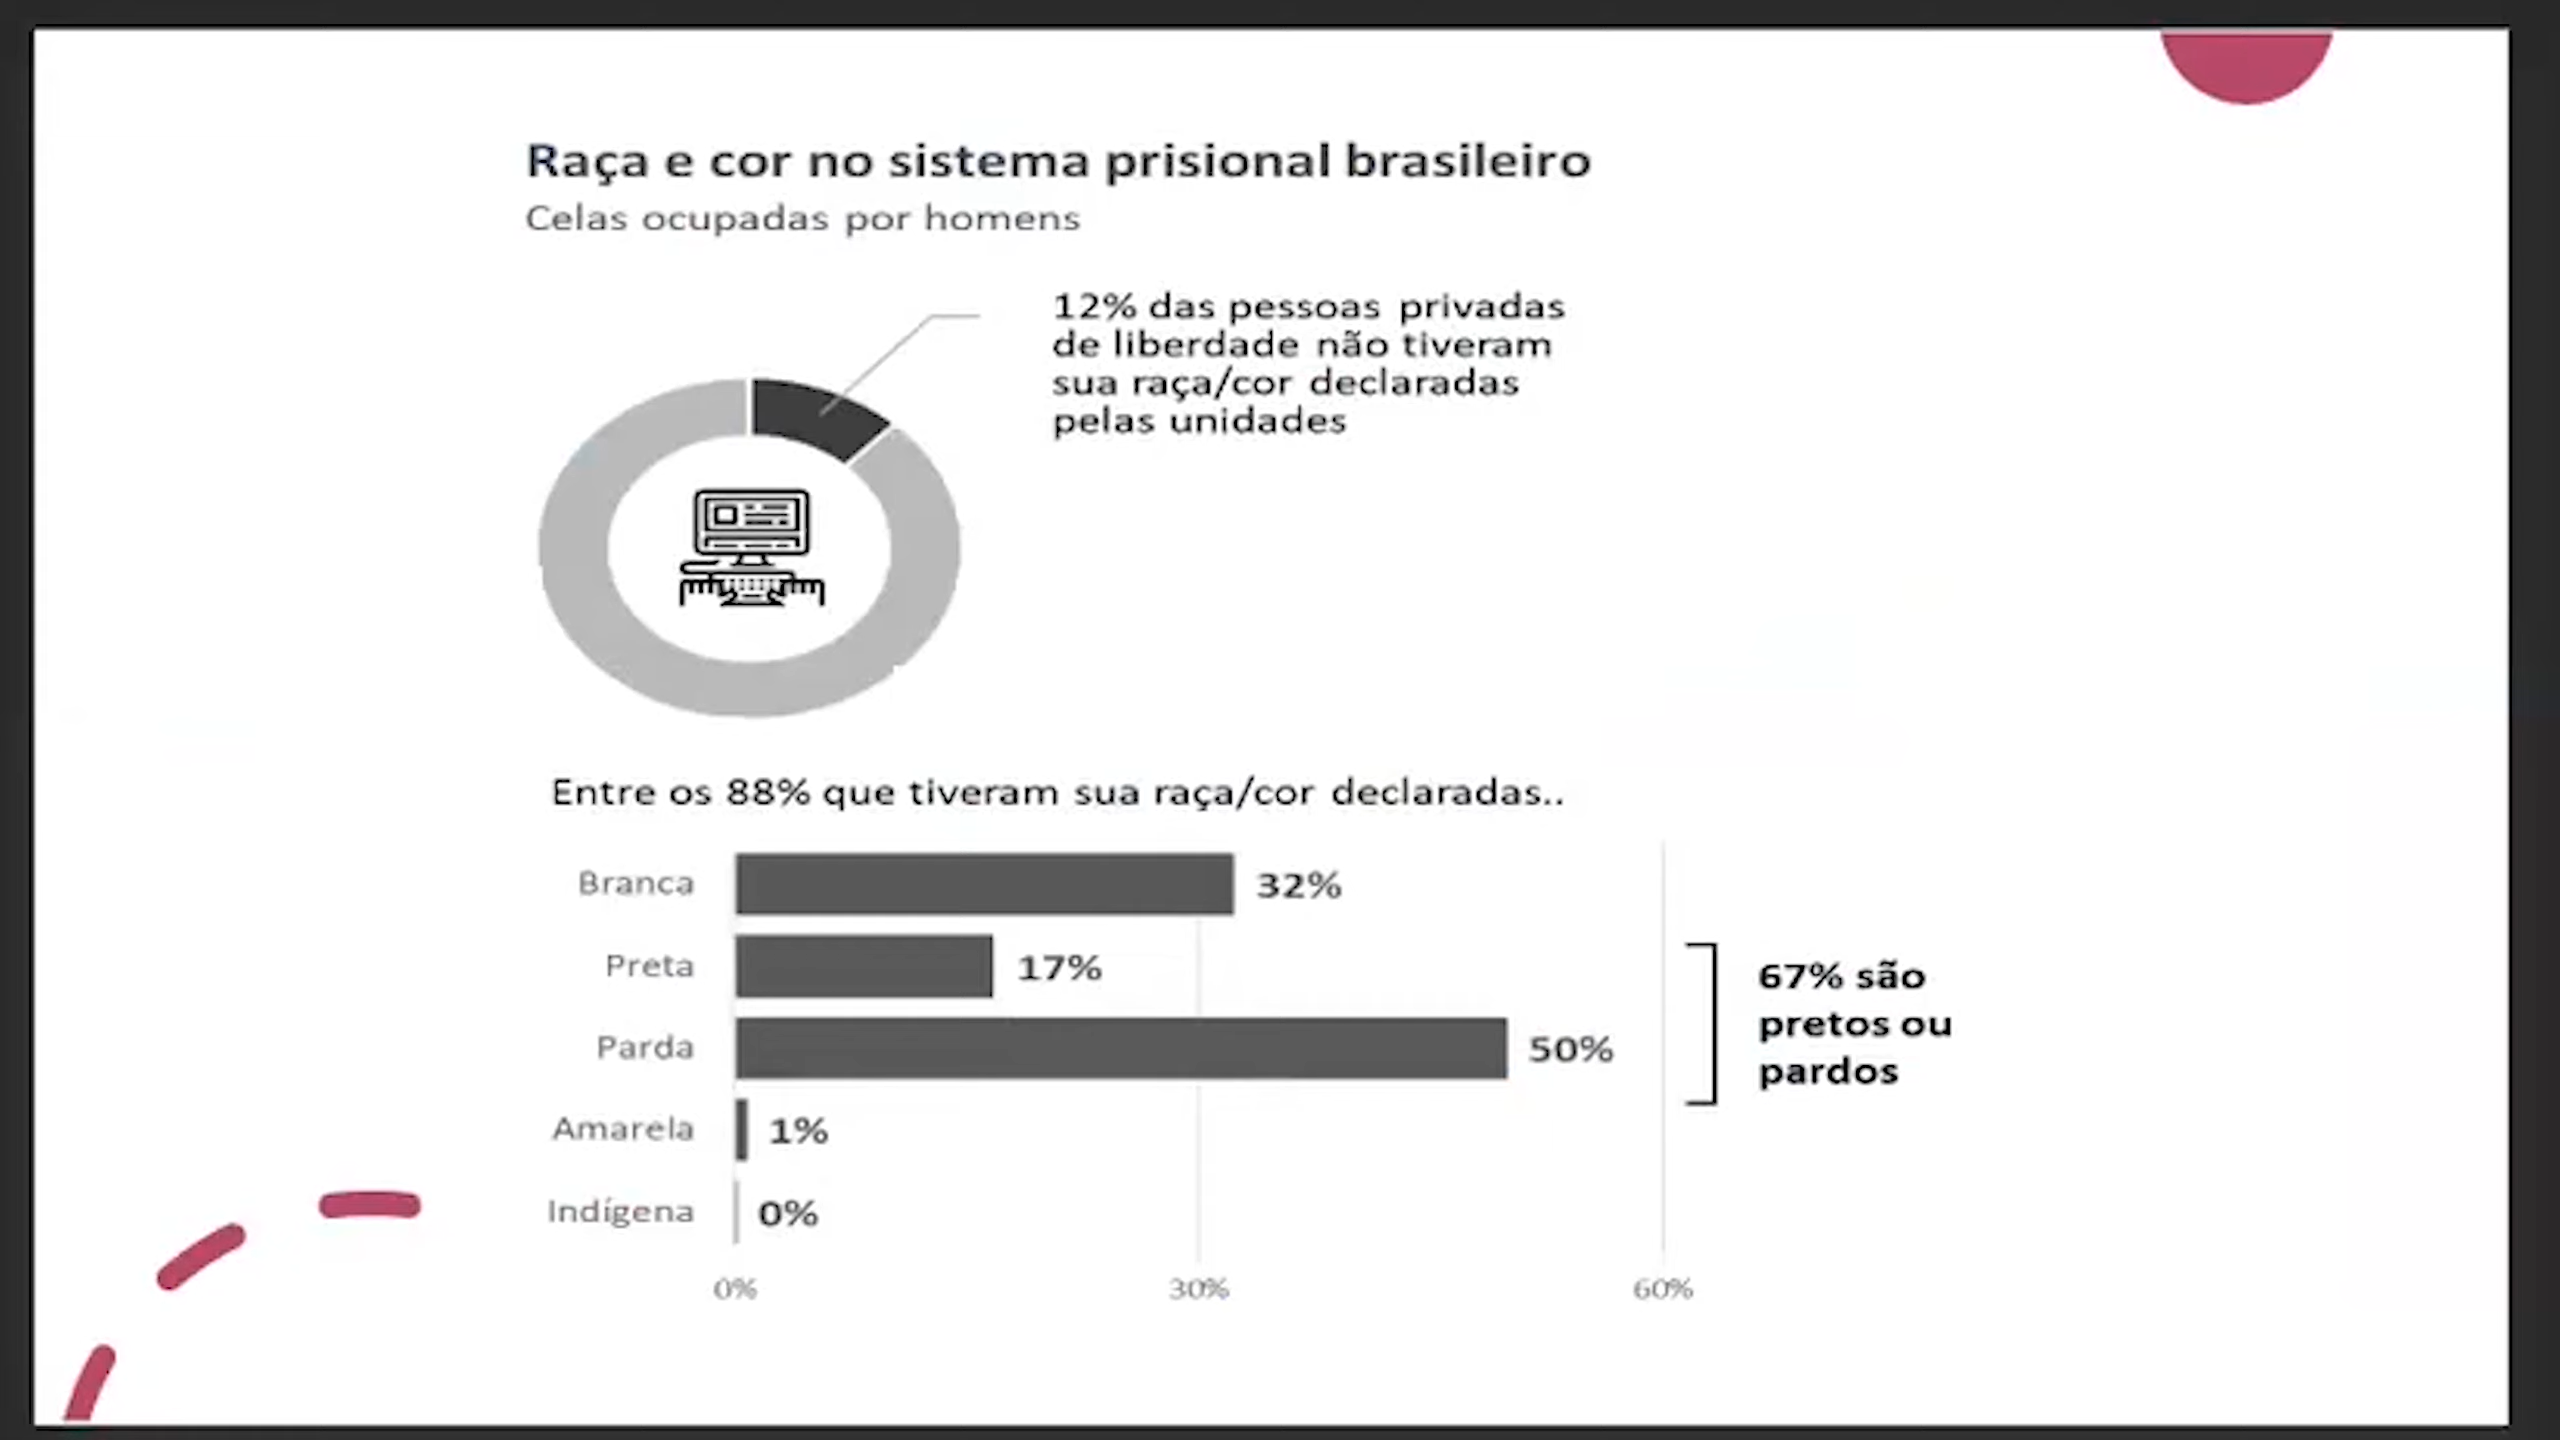 Raça e cor no sistema prisional brasileiro
Celas ocupadas por homens
12% das pessoas privadas
de liberdade não tiveram
sua raça/cor declaradas
pelas unidades
Entre os 88% que tiveram sua raça/cor declaradas..
Branca 32%
Preta 17%
Parda 50%
Amarela 1%
Indígena 0%
0% 30% 60%
67% são
pretos ou
pardos